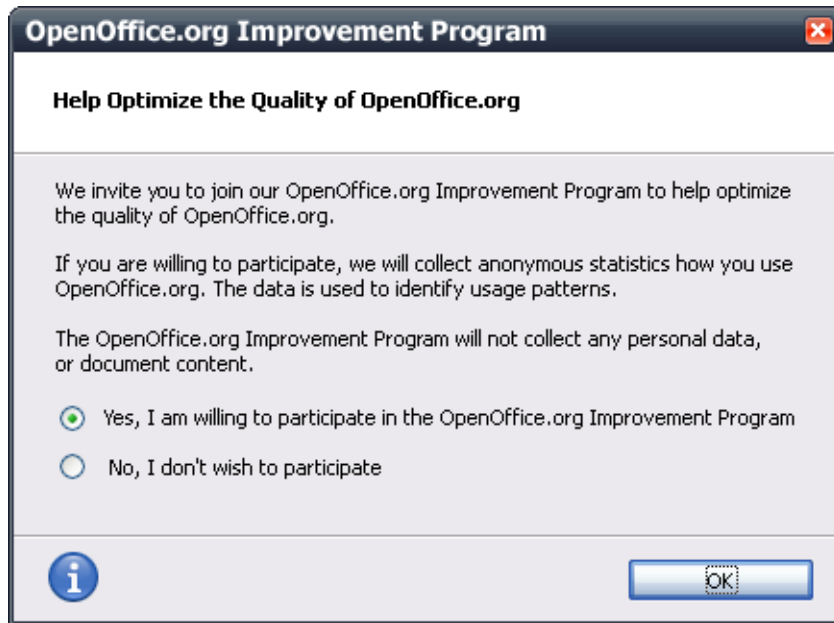 OpenOffice.org Improvement Program
Help Optimize the Quality of OpenOffice.org
We invite you to join our OpenOffice.org Improvement Program to help optimize
the quality of OpenOffice.org.
If you are willing to participate, we will collect anonymous statistics how you use
OpenOffice.org. The data is used to identify usage patterns.
The OpenOffice.org Improvement Program will not collect any personal data,
or document content.
Yes, I am willing to participate in the OpenOffice.org Improvement Program
No, I don't wish to participate
OK